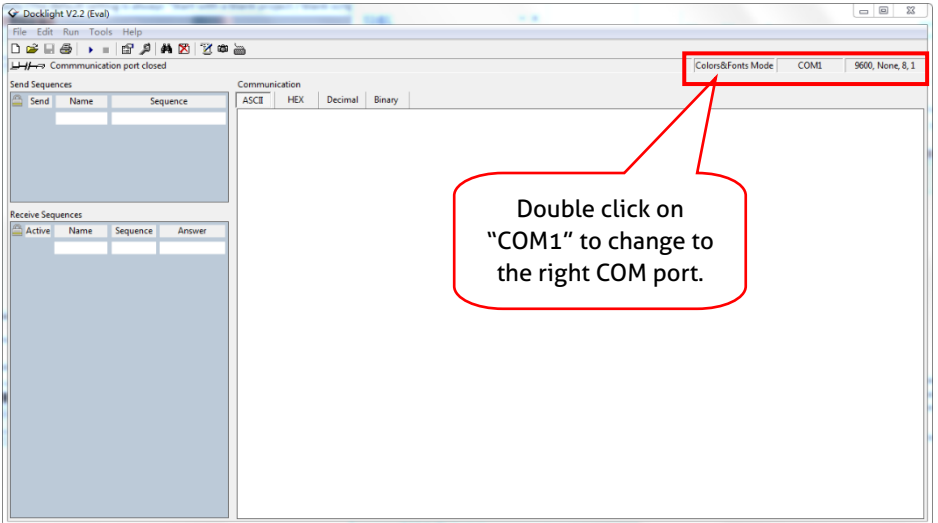 Docklight V2.2 (Eval)
File Edit Run Tools Help
Commmunication port closed
Colors&Fonts Mode COM1 9600, None, 8, 1
Send Sequences
Send Name Sequence
Communication
ASCII HEX Decimal Binary
Double click on
“COM1” to change to
the right COM port.
Receive Sequences
Active Name Sequence Answer